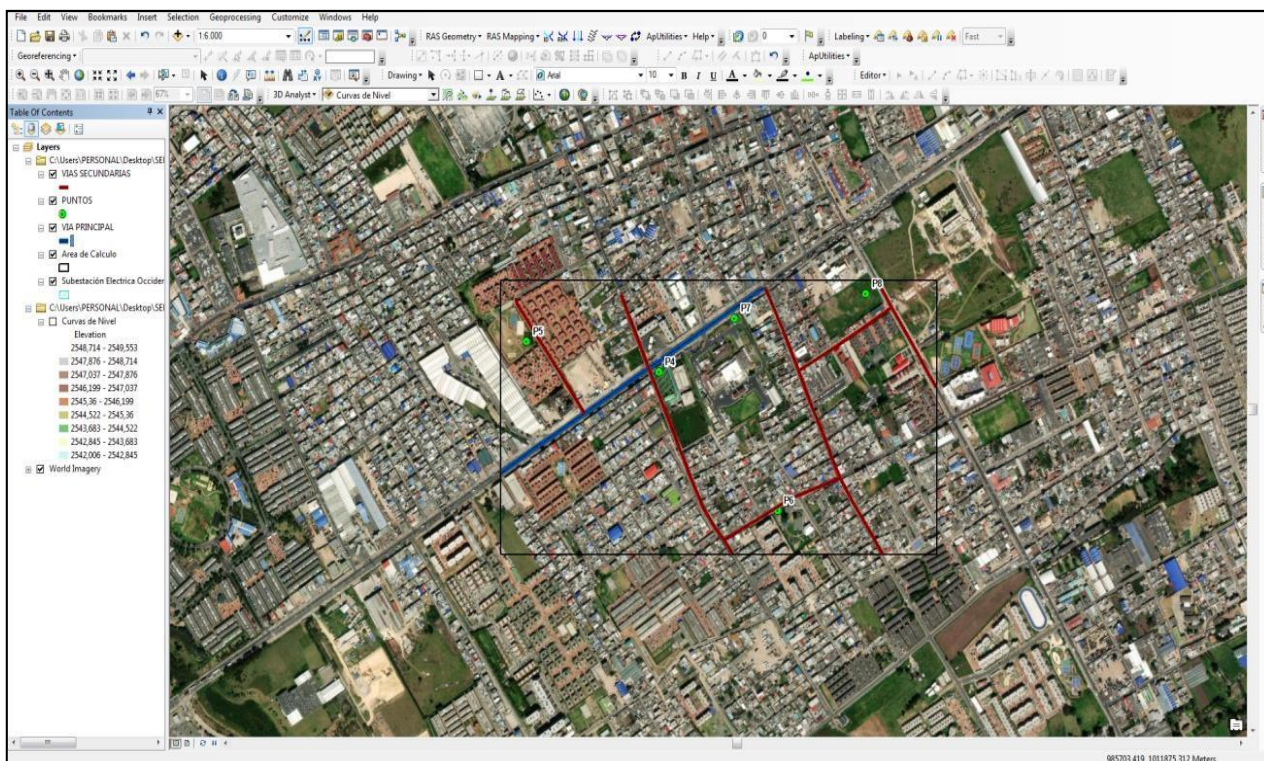 File Edit View Bookmarks Insert Selection Geoprocessing Customize Windows Help
1:6.000 RAS Geometry RAS Mapping ApUtilities Help 0 Labeling Fast
Georeferencing ApUtilities
Drawing A Arial 10 B I U A Editor
67% 3D Analyst Curvas de Nivel
Table Of Contents
Layers
C:\Users\PERSONAL\Desktop\SEI
VIAS SECUNDARIAS
PUNTOS
VIA PRINCIPAL
Area de Calculo
Substación Electrica Occider
C:\Users\PERSONAL\Desktop\SEI
Curvas de Nivel
Elevation
2548,714 - 2549,553
2547,876 - 2548,714
2547,037 - 2547,876
2546,199 - 2547,037
2545,36 - 2546,199
2544,522 - 2545,36
2543,683 - 2544,522
2542,845 - 2543,683
2542,006 - 2542,845
World Imagery
P8
P7
P5
P4
P6
985703,419 1011875,312 Meters